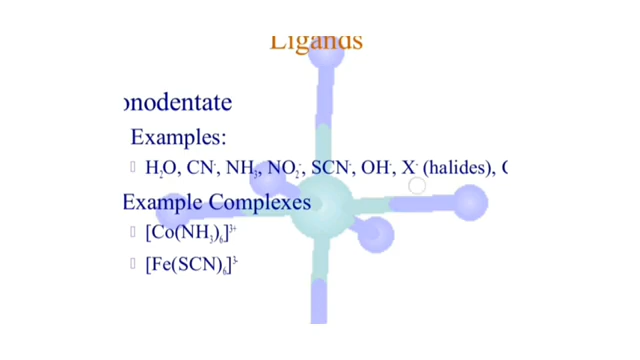 Ligands
onodentate
Examples:
H₂O, CN⁻, NH₃, NO₂⁻, SCN⁻, OH⁻, X⁻ (halides),
Example Complexes
[Co(NH₃)₆]³⁺
[Fe(SCN)₆]³⁻